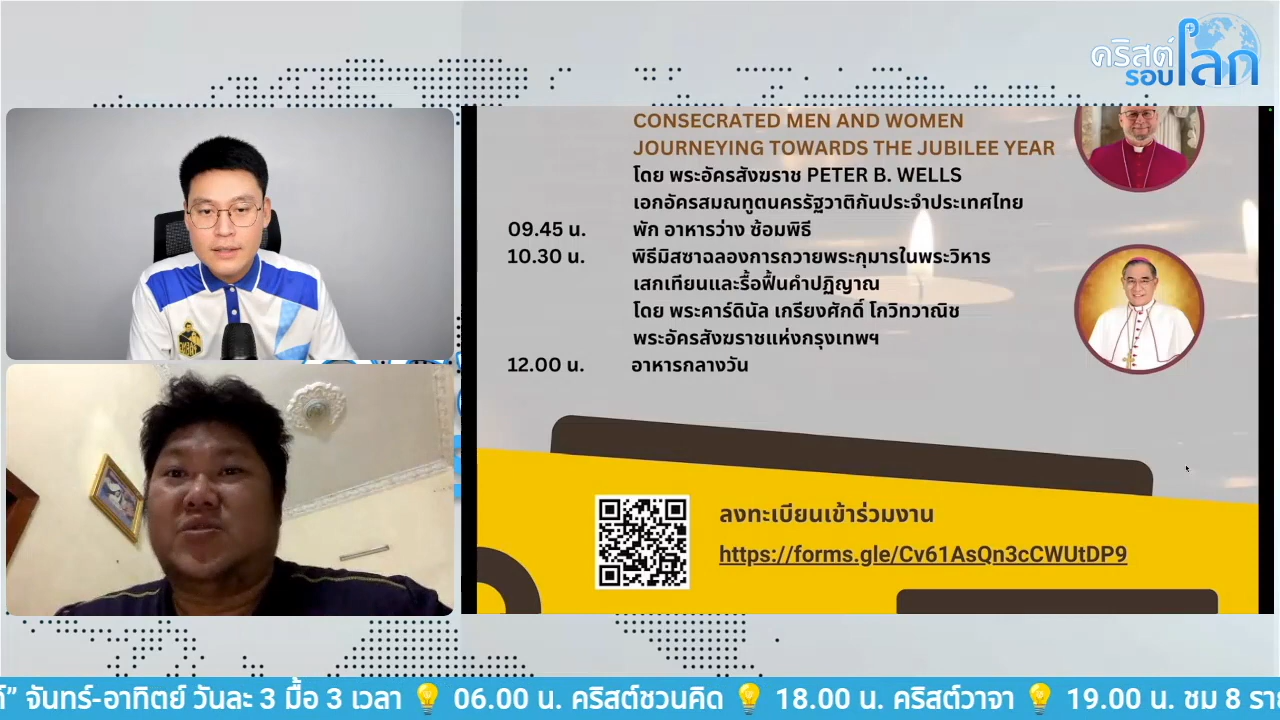 คริสต์
รอบ
โลก
CONSECRATED MEN AND WOMEN
JOURNEYING TOWARDS THE JUBILEE YEAR
โดย พระอัครสังฆราช PETER B. WELLS
เอกอัครสมณทูตนครรัฐวาติกันประจำประเทศไทย
09.45 น. พัก อาหารว่าง ซ้อมพิธี
10.30 น. พิธีมิสซาฉลองการถวายพระกุมารในพระวิหาร
เสกเทียนและรื้อฟื้นคำปฏิญาณ
โดย พระคาร์ดินัล เกรียงศักดิ์ โกวิทวาณิช
พระอัครสังฆราชแห่งกรุงเทพฯ
12.00 น. อาหารกลางวัน
ลงทะเบียนเข้าร่วมงาน
https://forms.gle/Cv61AsQn3cCWUtDP9
” จันทร์-อาทิตย์ วันละ 3 มื้อ 3 เวลา 💡 06.00 น. คริสต์ชวนคิด 💡 18.00 น. คริสต์วาจา 💡 19.00 น. ชม 8